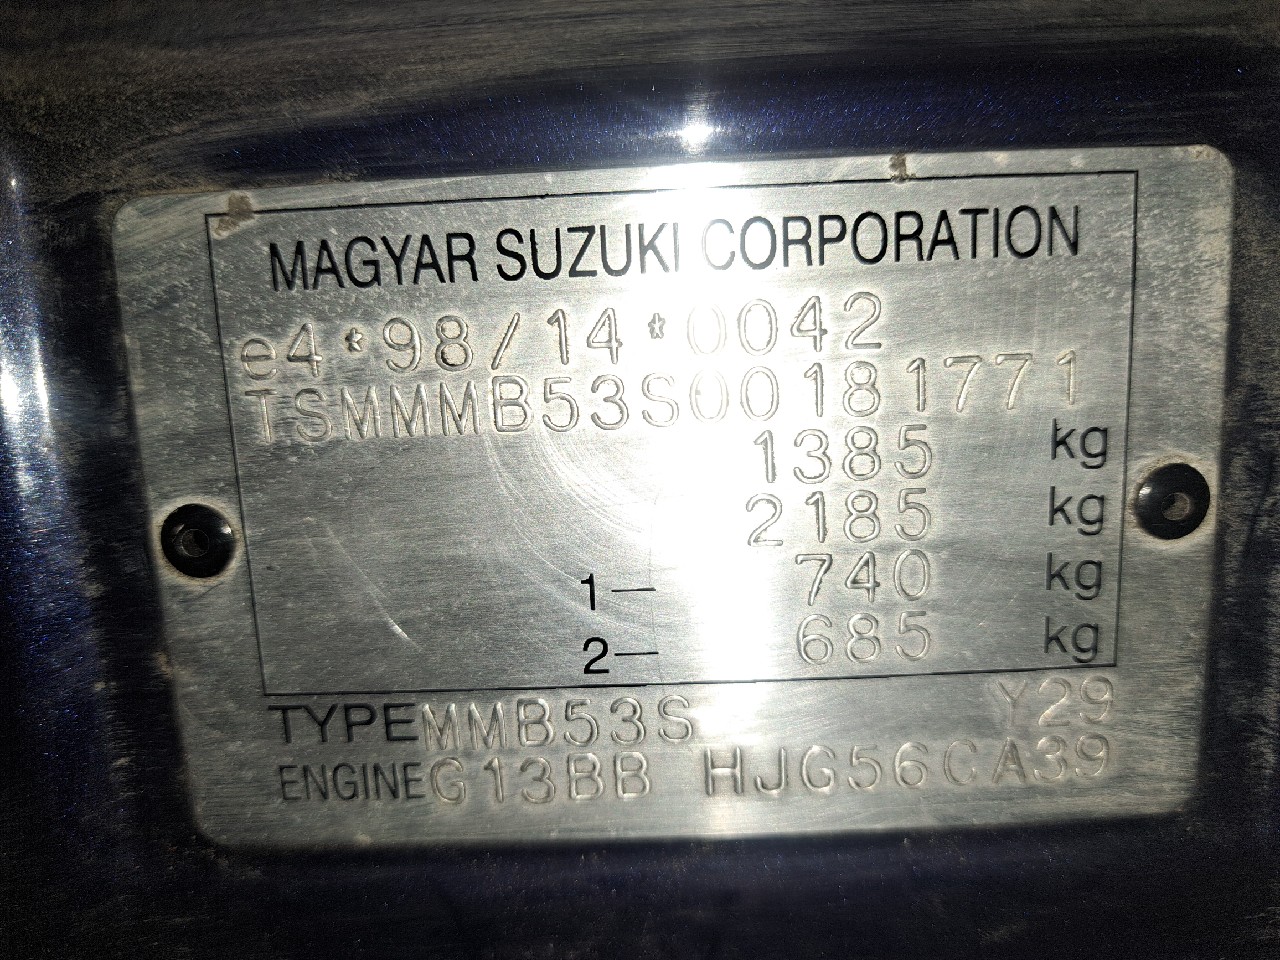 MAGYAR SUZUKI CORPORATION
e4*98/14*0042
TSMMMB53S00181771
1385 kg
2185 kg
1— 740 kg
2— 685 kg
TYPE MMB53S Y29
ENGINE G13BB HJG56CA39